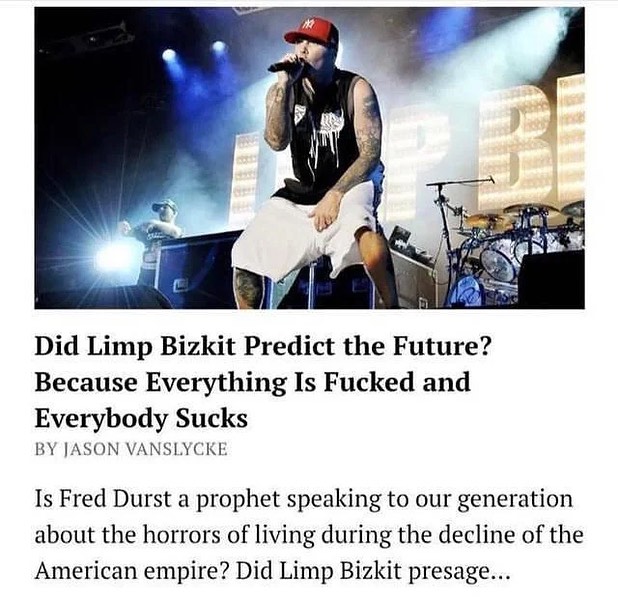 LIMP BI
Did Limp Bizkit Predict the Future?
Because Everything Is Fucked and
Everybody Sucks
BY JASON VANSLYCKE
Is Fred Durst a prophet speaking to our generation
about the horrors of living during the decline of the
American empire? Did Limp Bizkit presage...